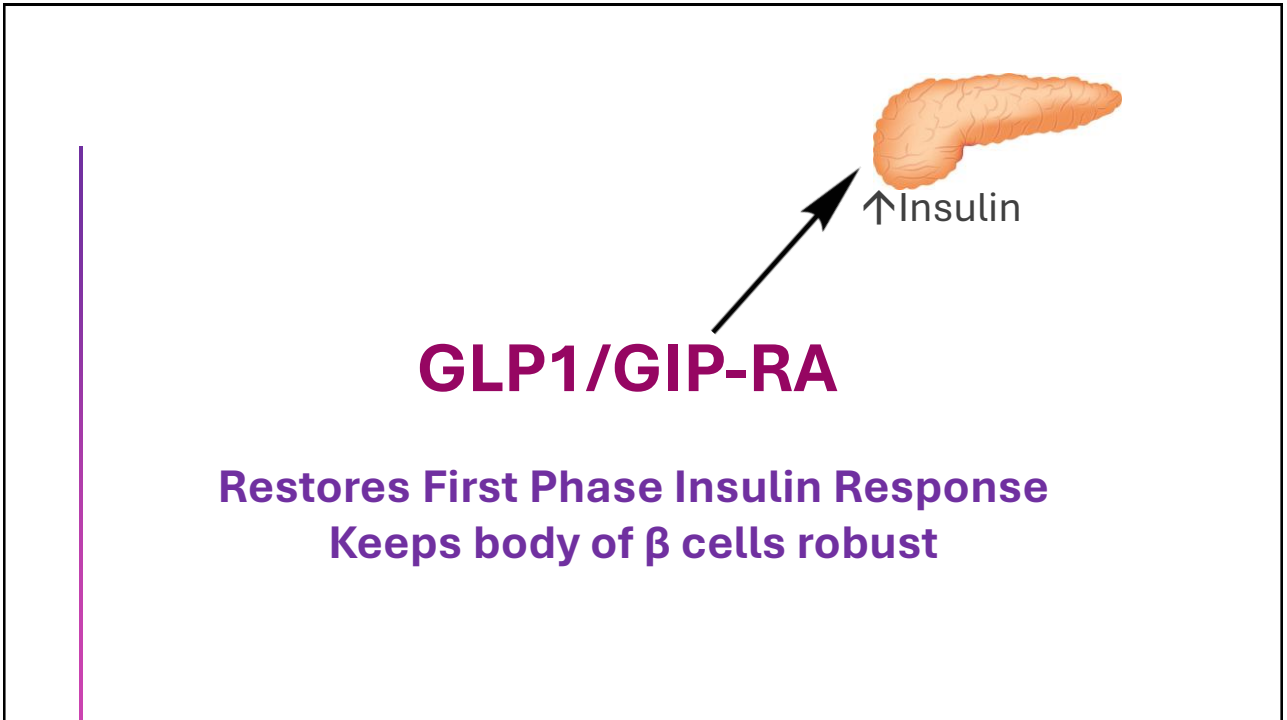 ↑Insulin
GLP1/GIP-RA
Restores First Phase Insulin Response
Keeps body of β cells robust